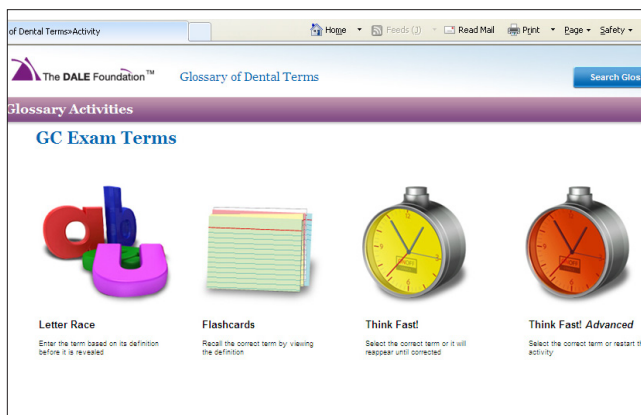 of Dental Terms»Activity
Home Feeds (J) Read Mail Print Page Safety
The DALE Foundation™ Glossary of Dental Terms Search Glos
Glossary Activities
GC Exam Terms
a b
U
Letter Race Flashcards Think Fast! Think Fast! Advanced
Enter the term based on its definition Recall the correct term by viewing Select the correct term or it will Select the correct term or restart th
before it is revealed the definition reappear until corrected activity